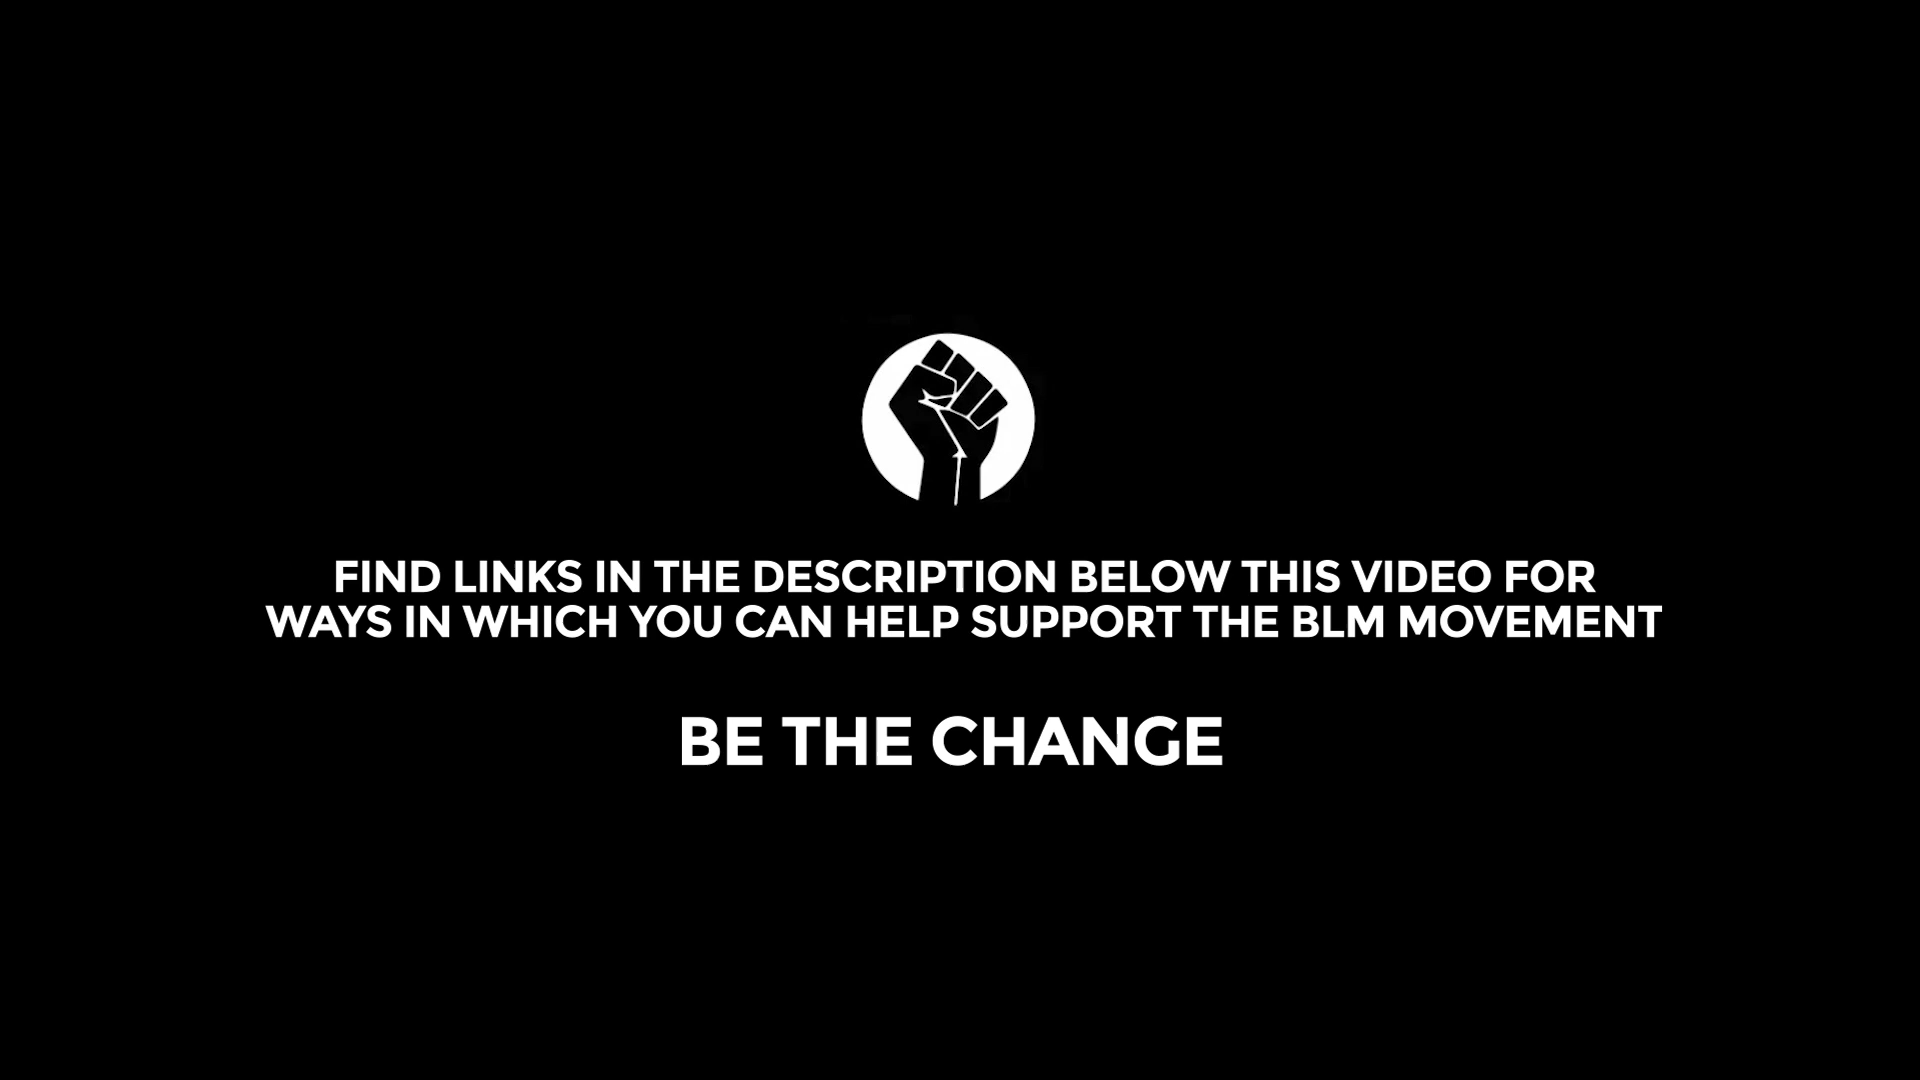 FIND LINKS IN THE DESCRIPTION BELOW THIS VIDEO FOR
WAYS IN WHICH YOU CAN HELP SUPPORT THE BLM MOVEMENT
BE THE CHANGE